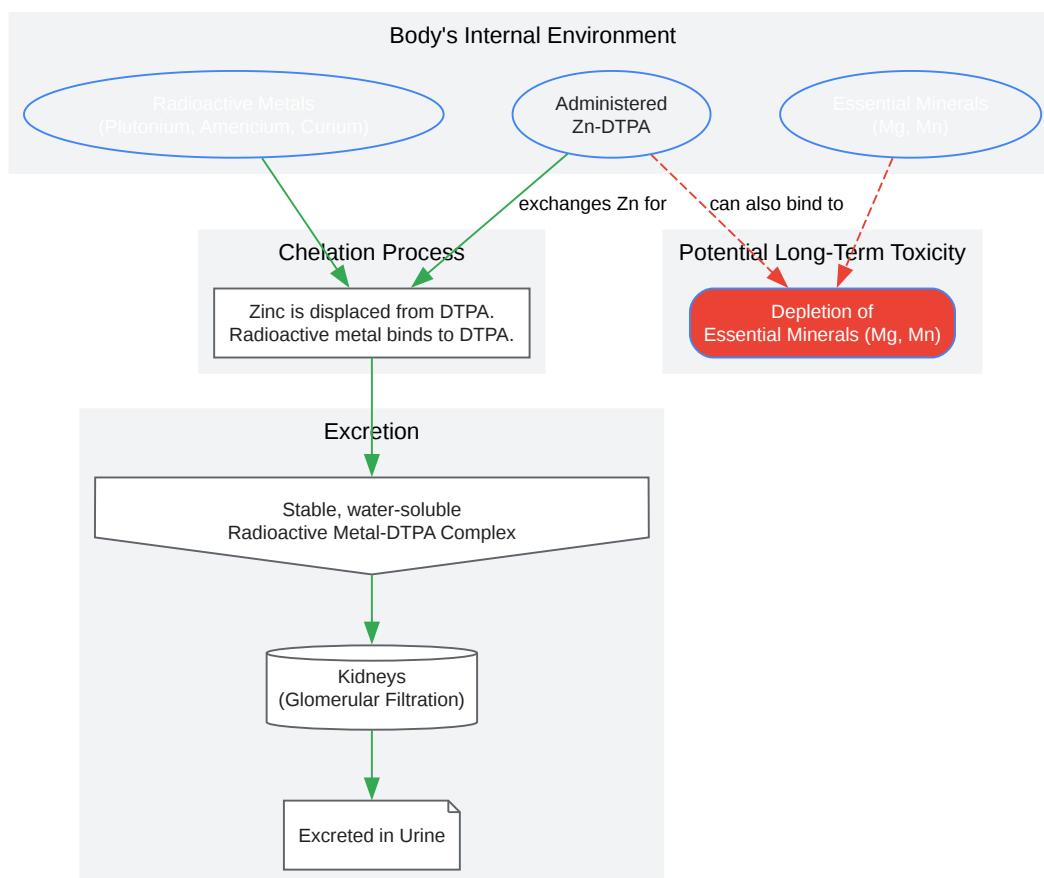 Body's Internal Environment
Radioactive Metals
(Plutonium, Americium, Curium)
Administered
Zn-DTPA
Essential Minerals
(Mg, Mn)
exchanges Zn for
can also bind to
Chelation Process
Zinc is displaced from DTPA.
Radioactive metal binds to DTPA.
Potential Long-Term Toxicity
Depletion of
Essential Minerals (Mg, Mn)
Excretion
Stable, water-soluble
Radioactive Metal-DTPA Complex
Kidneys
(Glomerular Filtration)
Excreted in Urine